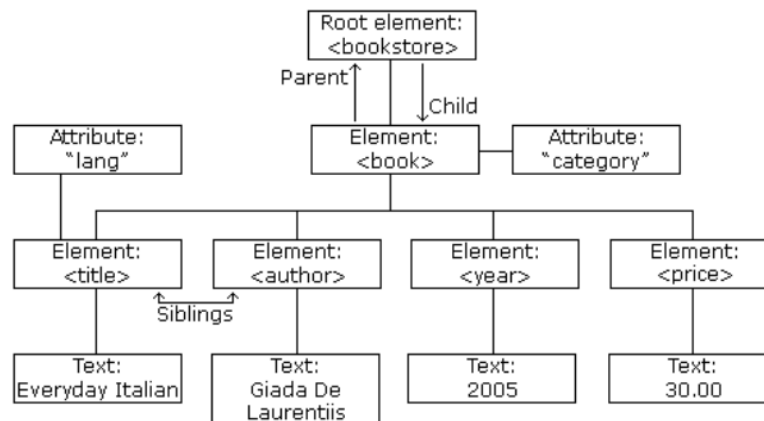 Root element:
<bookstore>
Parent
Child
Attribute:
“lang”
Element:
<book>
Attribute:
“category”
Element:
<title>
Element:
<author>
Element:
<year>
Element:
<price>
Siblings
Text:
Everyday Italian
Text:
Giada De
Laurentiis
Text:
2005
Text:
30.00